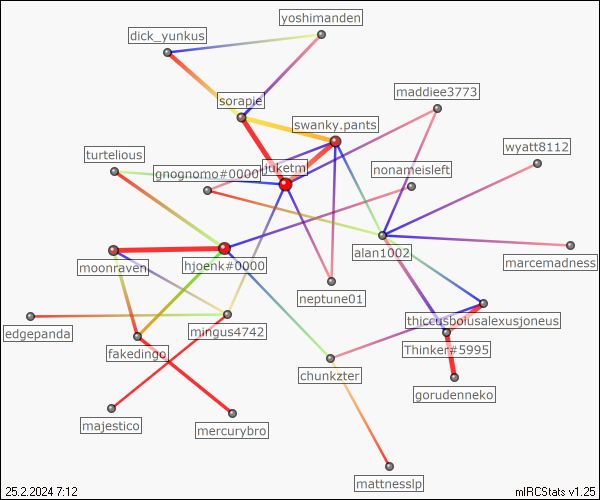 yoshimanden
dick_yunkus
maddiee3773
sorapie
swanky.pants
wyatt8112
turtelious
juketm
nonameisleft
gnognomo#0000
alan1002
marcemadness
moonraven
hjoenk#0000
neptune01
thiccusbolusalexusjoneus
edgepanda
mingus4742
Thinker#5995
fakedingo
chunkzter
gorudenneko
majestico
mercurybro
mattnesslp
25.2.2024 7:12
mIRCStats v1.25